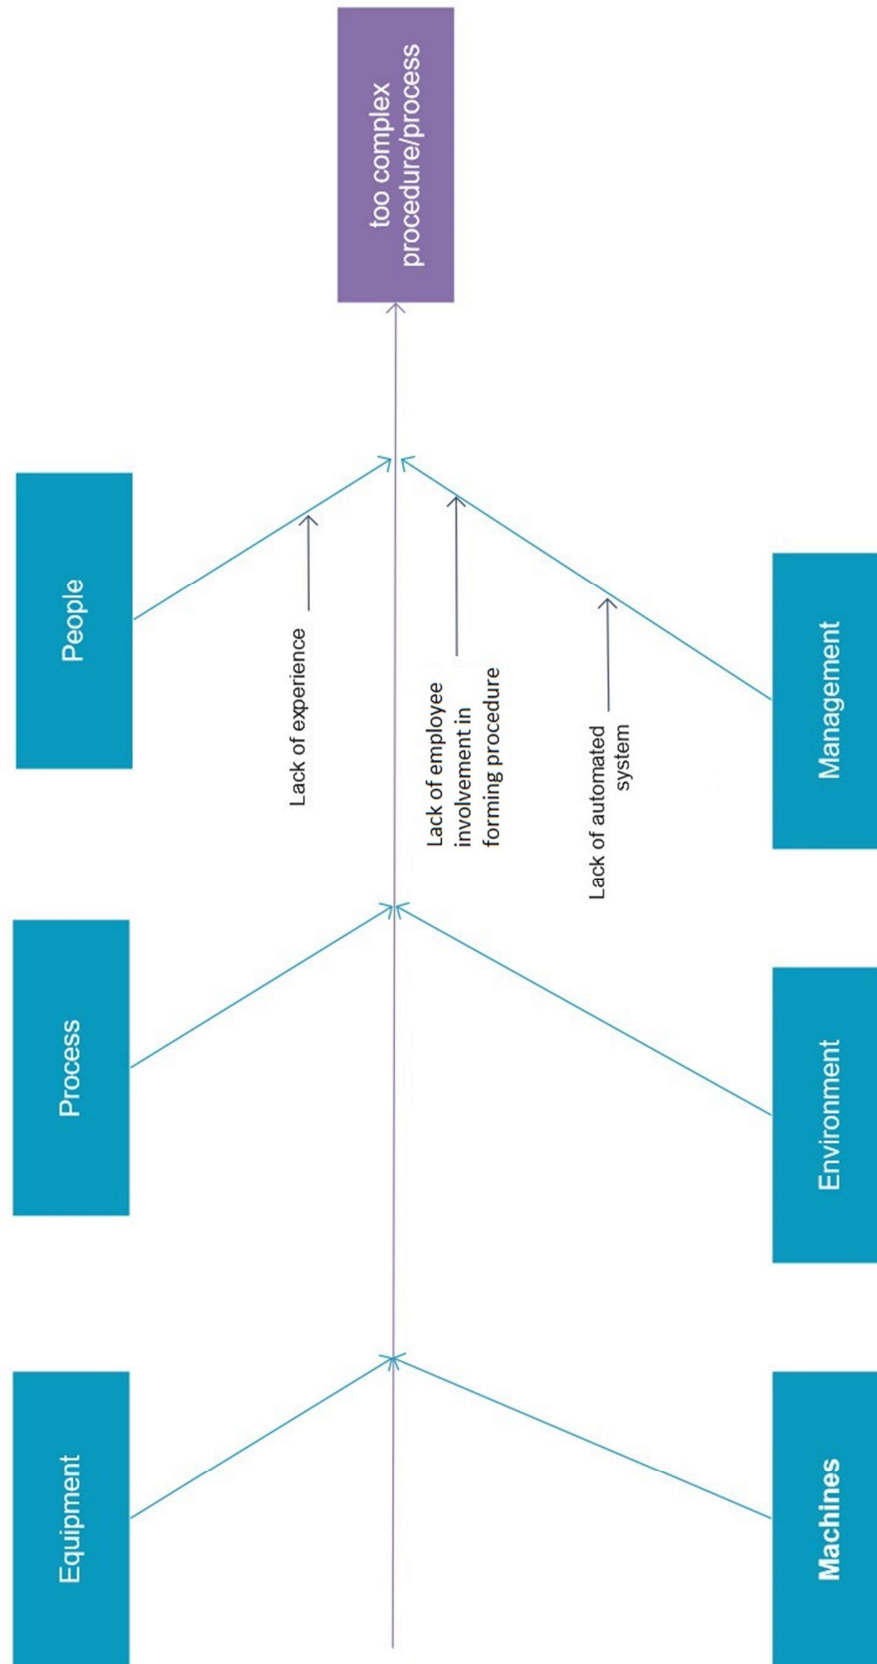 Equipment
Process
People
too complex
procedure/process
Lack of experience
Lack of employee
involvement in
forming procedure
Lack of automated
system
Machines
Environment
Management